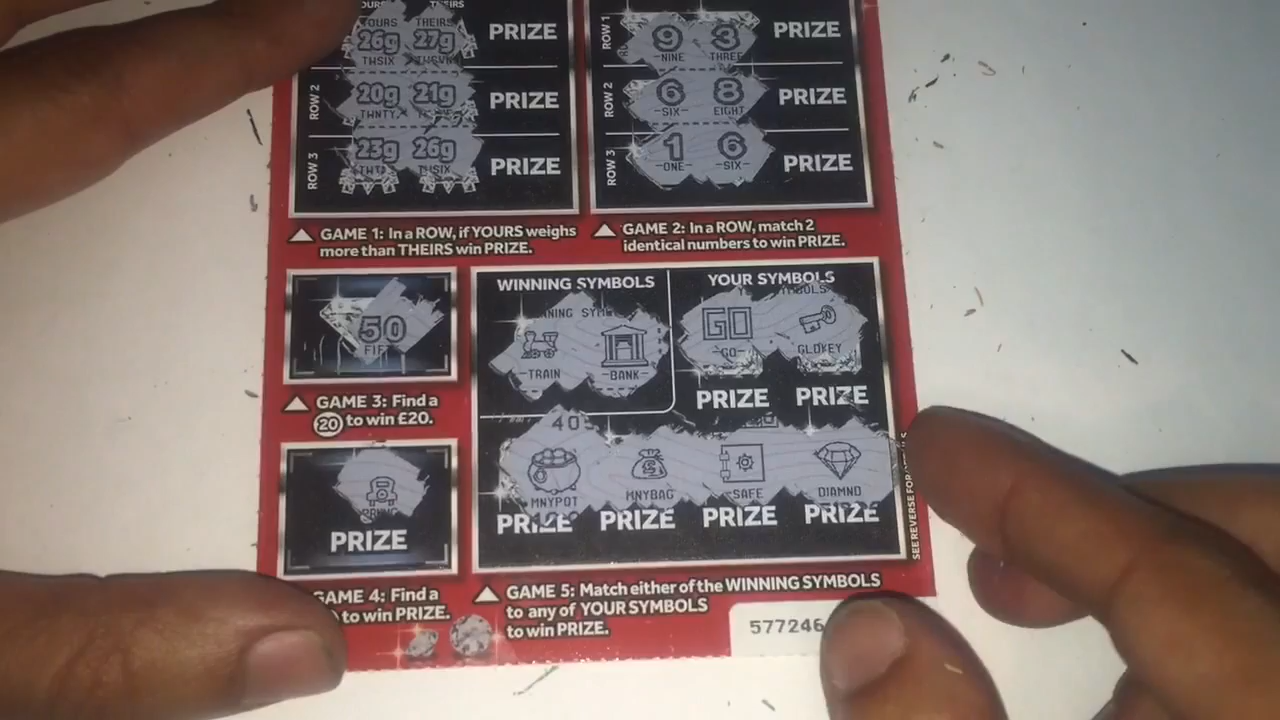 YOURS THEIRS
26g 27g PRIZE
THSIX
ROW 2 20g 21g PRIZE
THNTY
ROW 3 23g 26g PRIZE
ROW 1 9 3 PRIZE
NINE THREE
ROW 2 6 8 PRIZE
SIX EIGHT
ROW 3 1 6 PRIZE
ONE SIX
GAME 1: In a ROW, if YOURS weighs
more than THEIRS win PRIZE.
GAME 2: In a ROW, match 2
identical numbers to win PRIZE.
50
GAME 3: Find a
20 to win £20.
PRIZE
GAME 4: Find a
to win PRIZE.
WINNING SYMBOLS
TRAIN BANK
YOUR SYMBOLS
GO
GO GLDKEY
PRIZE PRIZE
£
MNYPOT MNYBAG SAFE DIAMND
PRIZE PRIZE PRIZE PRIZE
GAME 5: Match either of the WINNING SYMBOLS
to any of YOUR SYMBOLS
to win PRIZE.
577246
SEE REVERSE FOR